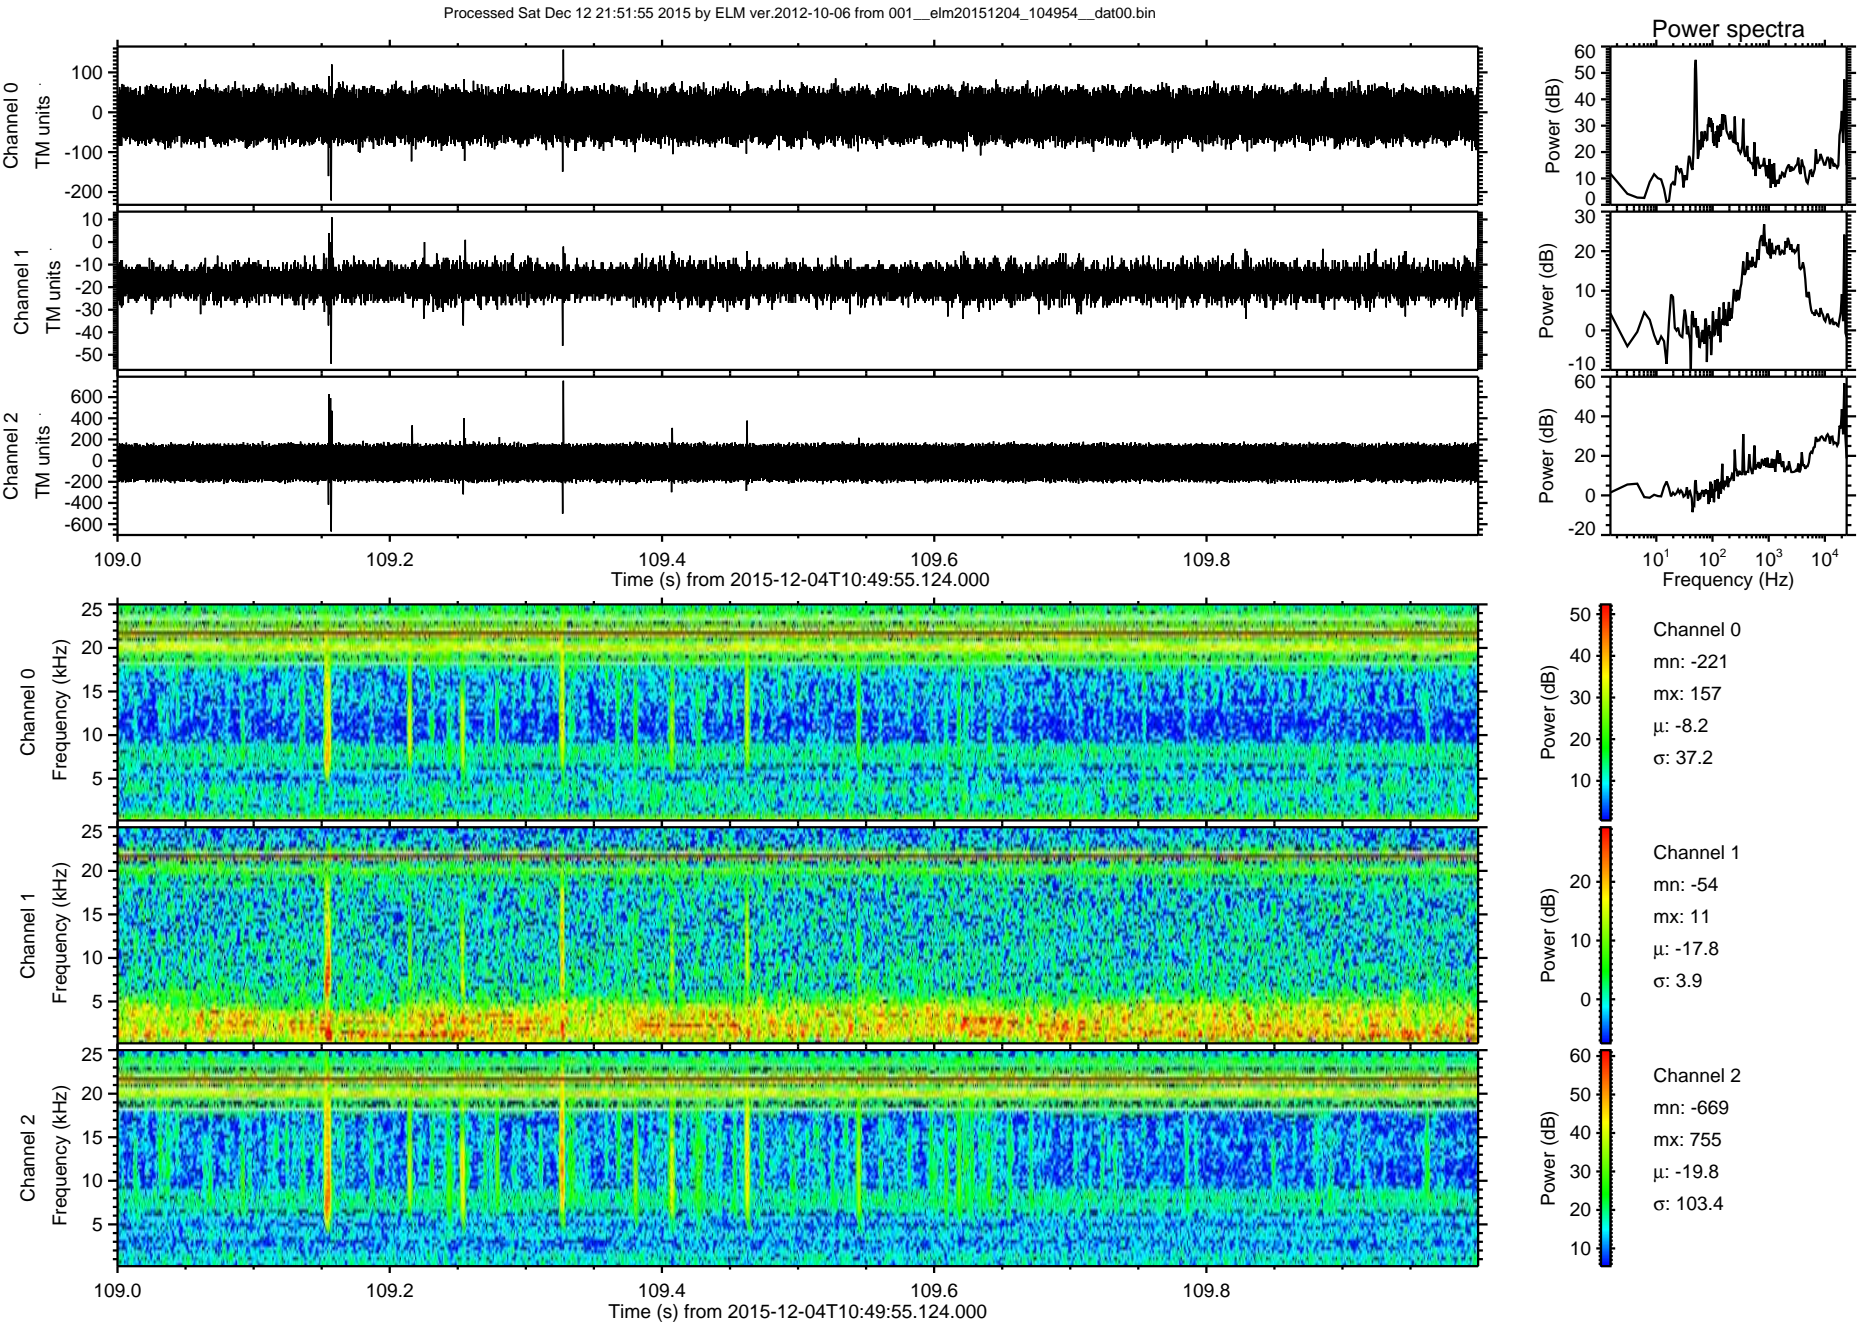 Processed Sat Dec 12 21:51:55 2015 by ELM ver.2012-10-06 from 001__elm20151204_104954__dat00.bin
Power spectra
Channel 0
TM units
100
0
-100
-200
Power (dB)
60
50
40
30
20
10
0
Channel 1
TM units
10
0
-10
-20
-30
-40
-50
Power (dB)
30
20
10
0
-10
Channel 2
TM units
600
400
200
0
-200
-400
-600
Power (dB)
60
40
20
0
-20
109.0 109.2 109.4 109.6 109.8
Time (s) from 2015-12-04T10:49:55.124.000
10¹ 10² 10³ 10⁴
Frequency (Hz)
Channel 0
Frequency (kHz)
25
20
15
10
5
Power (dB)
50
40
30
20
10
Channel 0
mn: -221
mx: 157
µ: -8.2
σ: 37.2
Channel 1
Frequency (kHz)
25
20
15
10
5
Power (dB)
20
10
0
Channel 1
mn: -54
mx: 11
µ: -17.8
σ: 3.9
Channel 2
Frequency (kHz)
25
20
15
10
5
Power (dB)
60
50
40
30
20
10
Channel 2
mn: -669
mx: 755
µ: -19.8
σ: 103.4
109.0 109.2 109.4 109.6 109.8
Time (s) from 2015-12-04T10:49:55.124.000